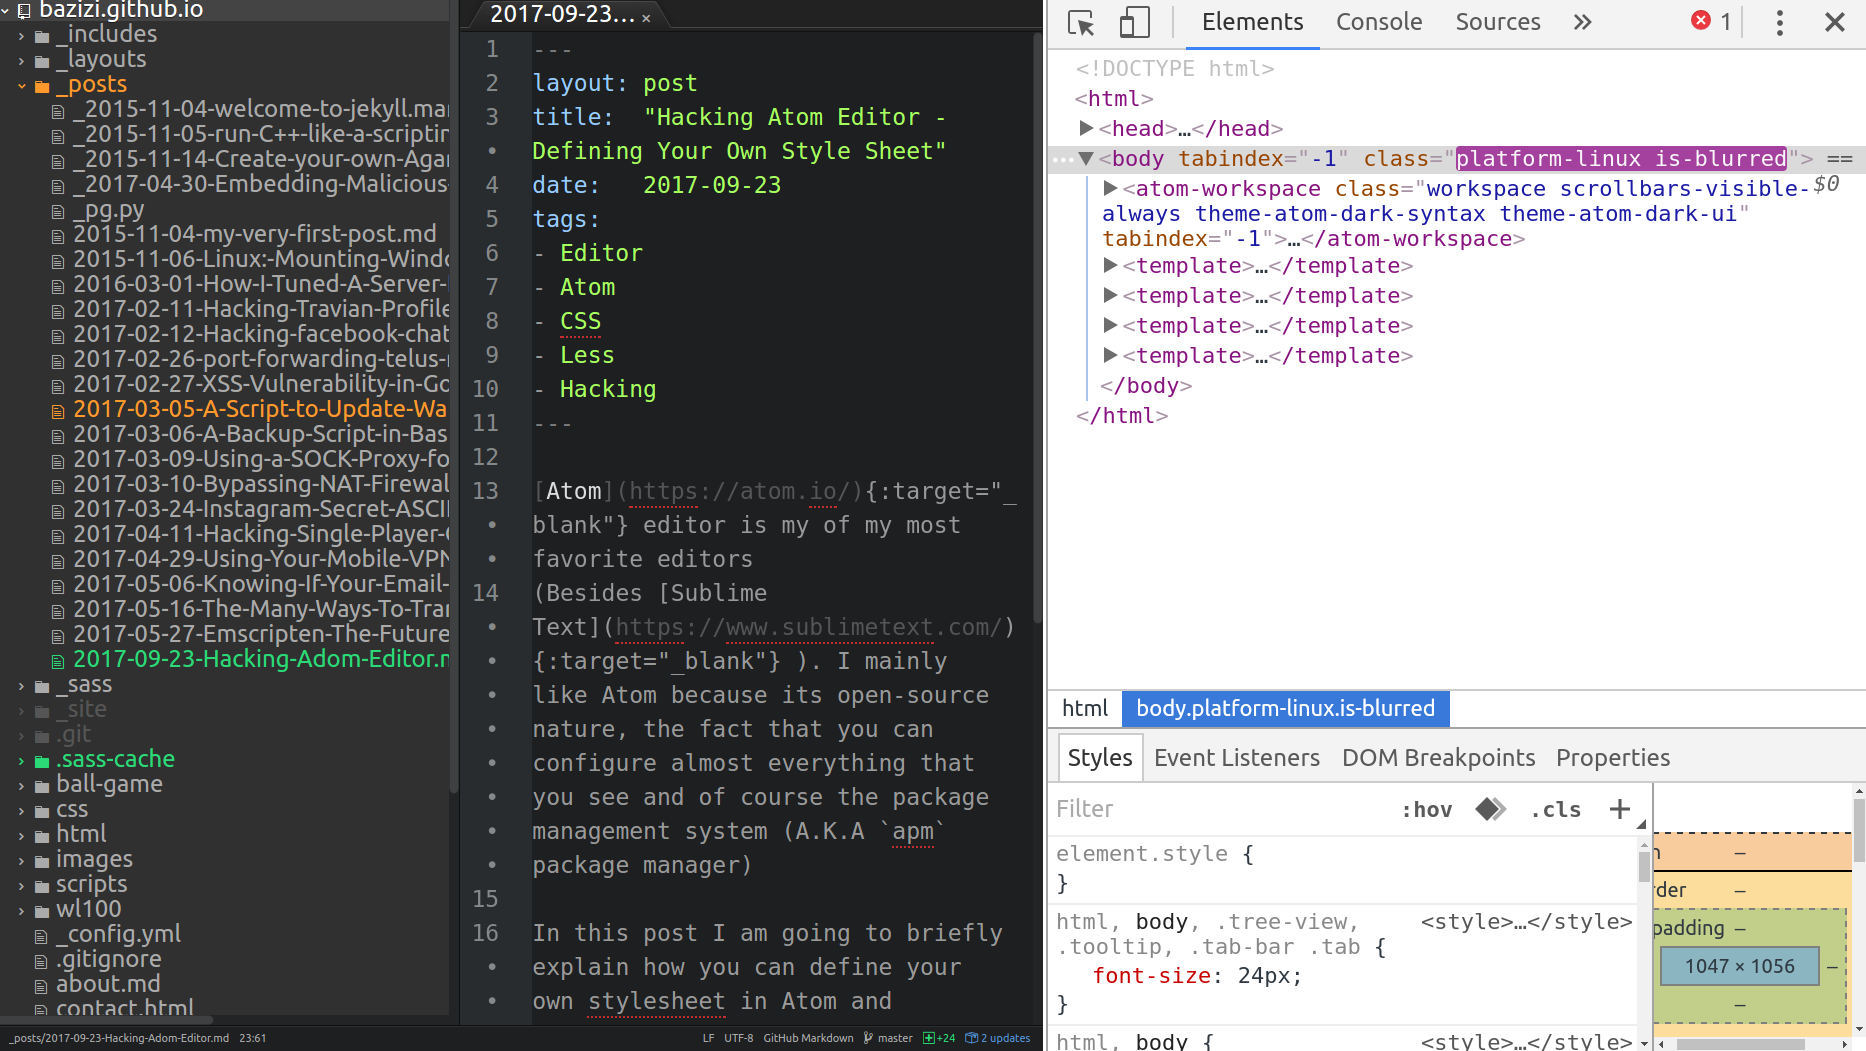 bazizi.github.io
_includes
_layouts
_posts
_2015-11-04-welcome-to-jekyll.mar
_2015-11-05-run-C++-like-a-scriptin
_2015-11-14-Create-your-own-Agar
_2017-04-30-Embedding-Malicious-
_pg.py
2015-11-04-my-very-first-post.md
2015-11-06-Linux:-Mounting-Windo
2016-03-01-How-I-Tuned-A-Server-
2017-02-11-Hacking-Travian-Profile
2017-02-12-Hacking-facebook-chat
2017-02-26-port-forwarding-telus-
2017-02-27-XSS-Vulnerability-in-Go
2017-03-05-A-Script-to-Update-Wa
2017-03-06-A-Backup-Script-in-Bas
2017-03-09-Using-a-SOCK-Proxy-fo
2017-03-10-Bypassing-NAT-Firewal
2017-03-24-Instagram-Secret-ASCII
2017-04-11-Hacking-Single-Player-
2017-04-29-Using-Your-Mobile-VPN
2017-05-06-Knowing-If-Your-Email-
2017-05-16-The-Many-Ways-To-Tran
2017-05-27-Emscripten-The-Future
2017-09-23-Hacking-Adom-Editor.m
_sass
_site
.git
.sass-cache
ball-game
css
html
images
scripts
wl100
_config.yml
.gitignore
about.md
contact.html
_posts/2017-09-23-Hacking-Adom-Editor.md 23:61
2017-09-23... ×
1 ---
2 layout: post
3 title:  "Hacking Atom Editor -
• Defining Your Own Style Sheet"
4 date:   2017-09-23
5 tags:
6 - Editor
7 - Atom
8 - CSS
9 - Less
10 - Hacking
11 ---
12
13 [Atom](https://atom.io/){:target="_
• blank"} editor is my of my most
• favorite editors
14 (Besides [Sublime
• Text](https://www.sublimetext.com/)
• {:target="_blank"} ). I mainly
• like Atom because its open-source
• nature, the fact that you can
• configure almost everything that
• you see and of course the package
• management system (A.K.A `apm`
• package manager)
15
16 In this post I am going to briefly
• explain how you can define your
• own stylesheet in Atom and
LF UTF-8 GitHub Markdown master +24 2 updates
Elements Console Sources » 1
<!DOCTYPE html>
<html>
<head>…</head>
<body tabindex="-1" class="platform-linux is-blurred"> == $0
<atom-workspace class="workspace scrollbars-visible-
always theme-atom-dark-syntax theme-atom-dark-ui"
tabindex="-1">…</atom-workspace>
<template>…</template>
<template>…</template>
<template>…</template>
<template>…</template>
</body>
</html>
html body.platform-linux.is-blurred
Styles Event Listeners DOM Breakpoints Properties
Filter :hov .cls +
element.style {
}
html, body, .tree-view, <style>…</style>
.tooltip, .tab-bar .tab {
font-size: 24px;
}
html, body { <style>…</style>
n –
rder –
padding –
1047 × 1056 –
–